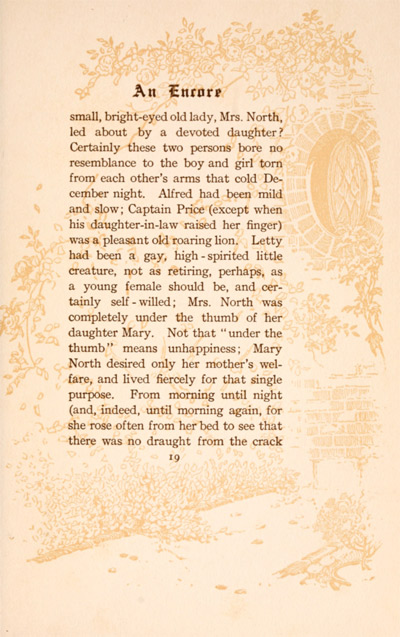 An Encore
small, bright-eyed old lady, Mrs. North,
led about by a devoted daughter?
Certainly these two persons bore no
resemblance to the boy and girl torn
from each other's arms that cold De-
cember night. Alfred had been mild
and slow; Captain Price (except when
his daughter-in-law raised her finger)
was a pleasant old roaring lion. Letty
had been a gay, high-spirited little
creature, not as retiring, perhaps, as
a young female should be, and cer-
tainly self-willed; Mrs. North was
completely under the thumb of her
daughter Mary. Not that "under the
thumb" means unhappiness; Mary
North desired only her mother's wel-
fare, and lived fiercely for that single
purpose. From morning until night
(and, indeed, until morning again, for
she rose often from her bed to see that
there was no draught from the crack
19